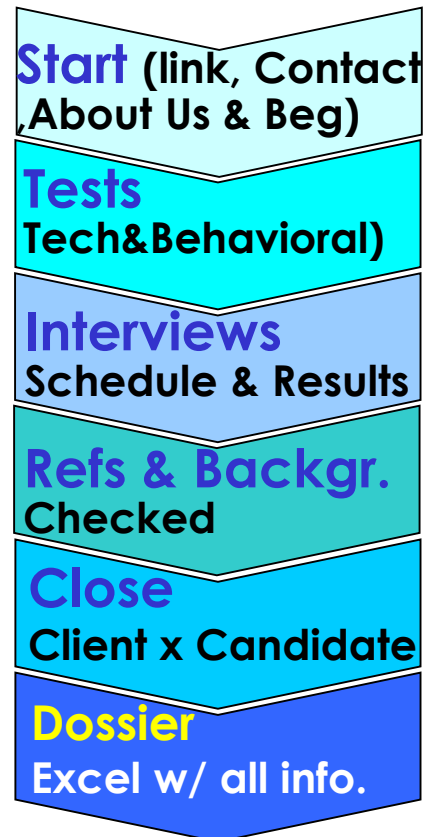 Start (link, Contact
,About Us & Beg)
Tests
Tech&Behavioral)
Interviews
Schedule & Results
Refs & Backgr.
Checked
Close
Client x Candidate
Dossier
Excel w/ all info.